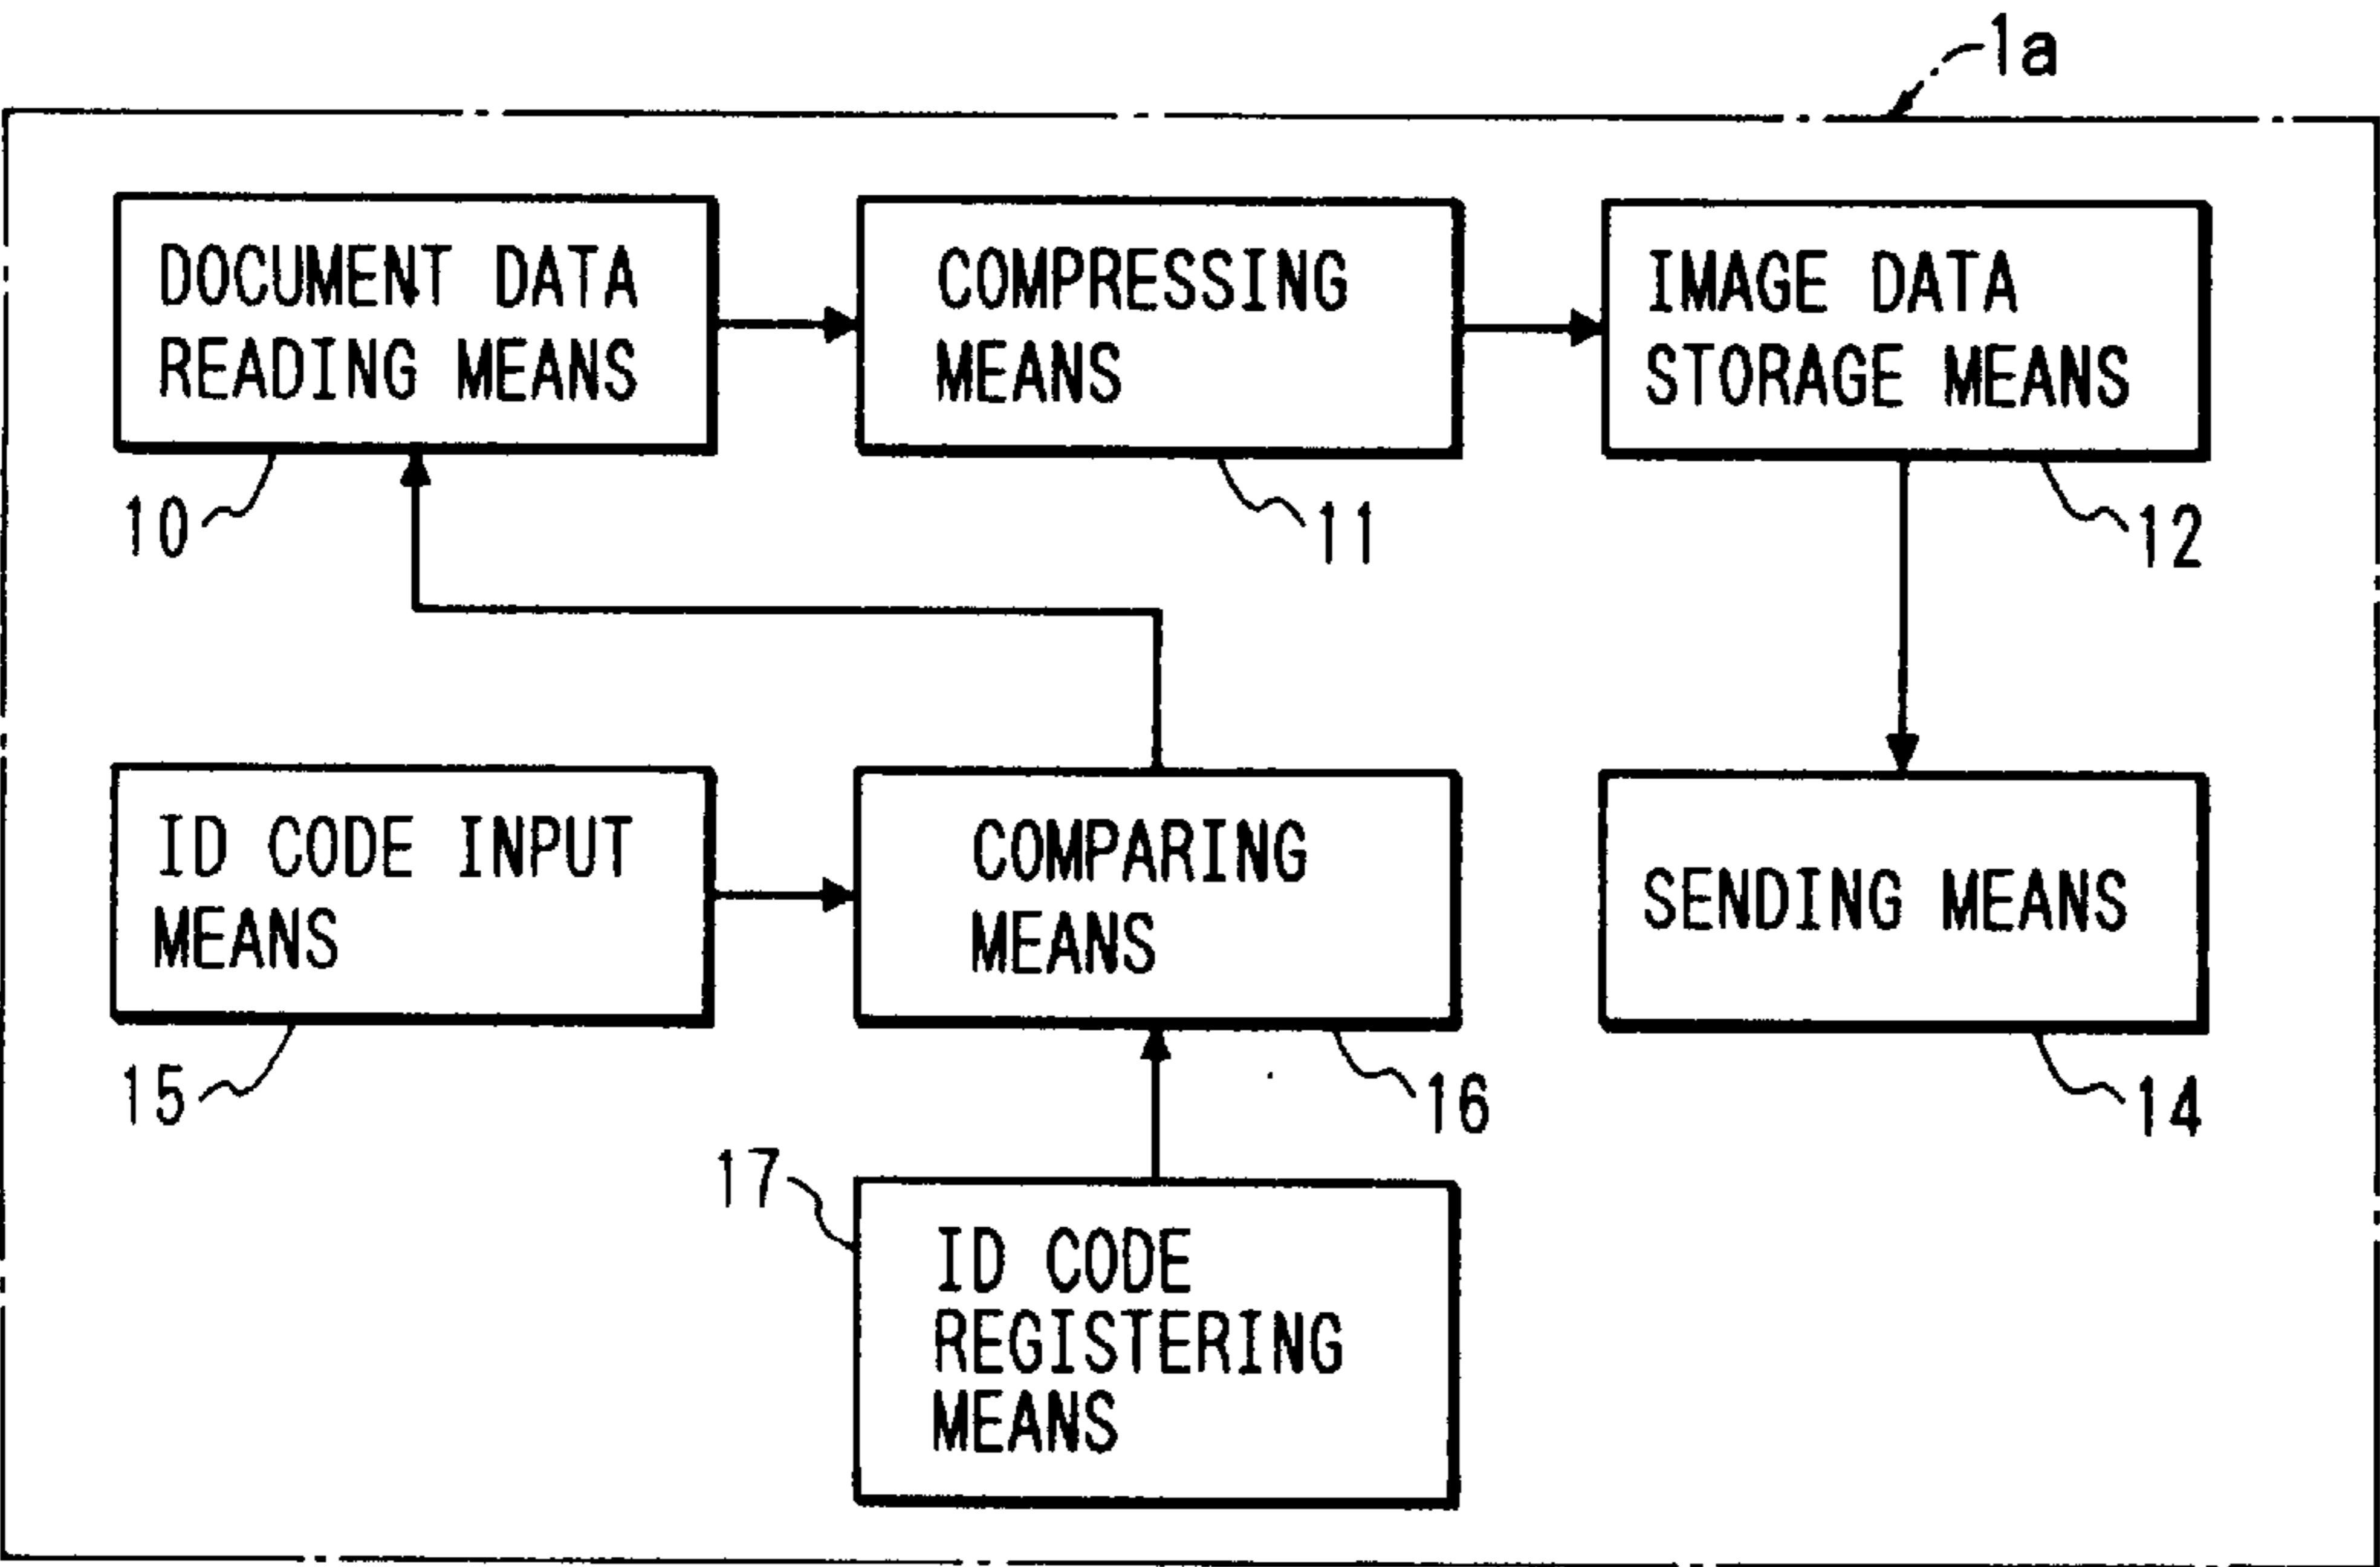 1a
DOCUMENT DATA
READING MEANS
COMPRESSING
MEANS
IMAGE DATA
STORAGE MEANS
10
11
12
ID CODE INPUT
MEANS
COMPARING
MEANS
SENDING MEANS
15
16
14
17
ID CODE
REGISTERING
MEANS